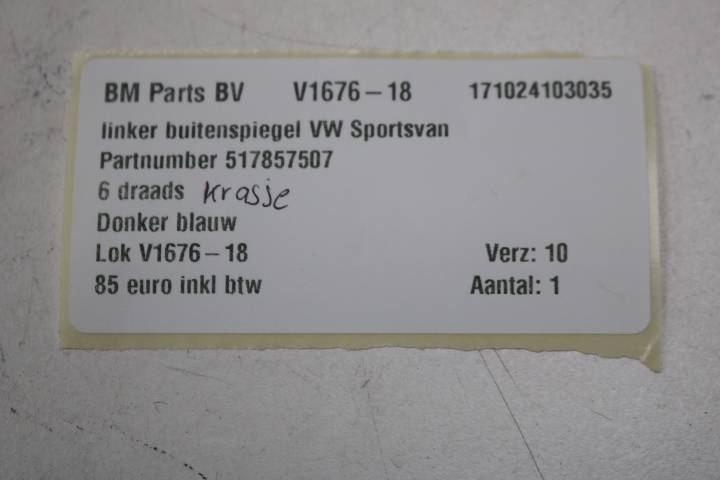 BM Parts BV V1676-18 171024103035
linker buitenspiegel VW Sportsvan
Partnumber 517857507
6 draads krasje
Donker blauw
Lok V1676-18 Verz: 10
85 euro inkl btw Aantal: 1